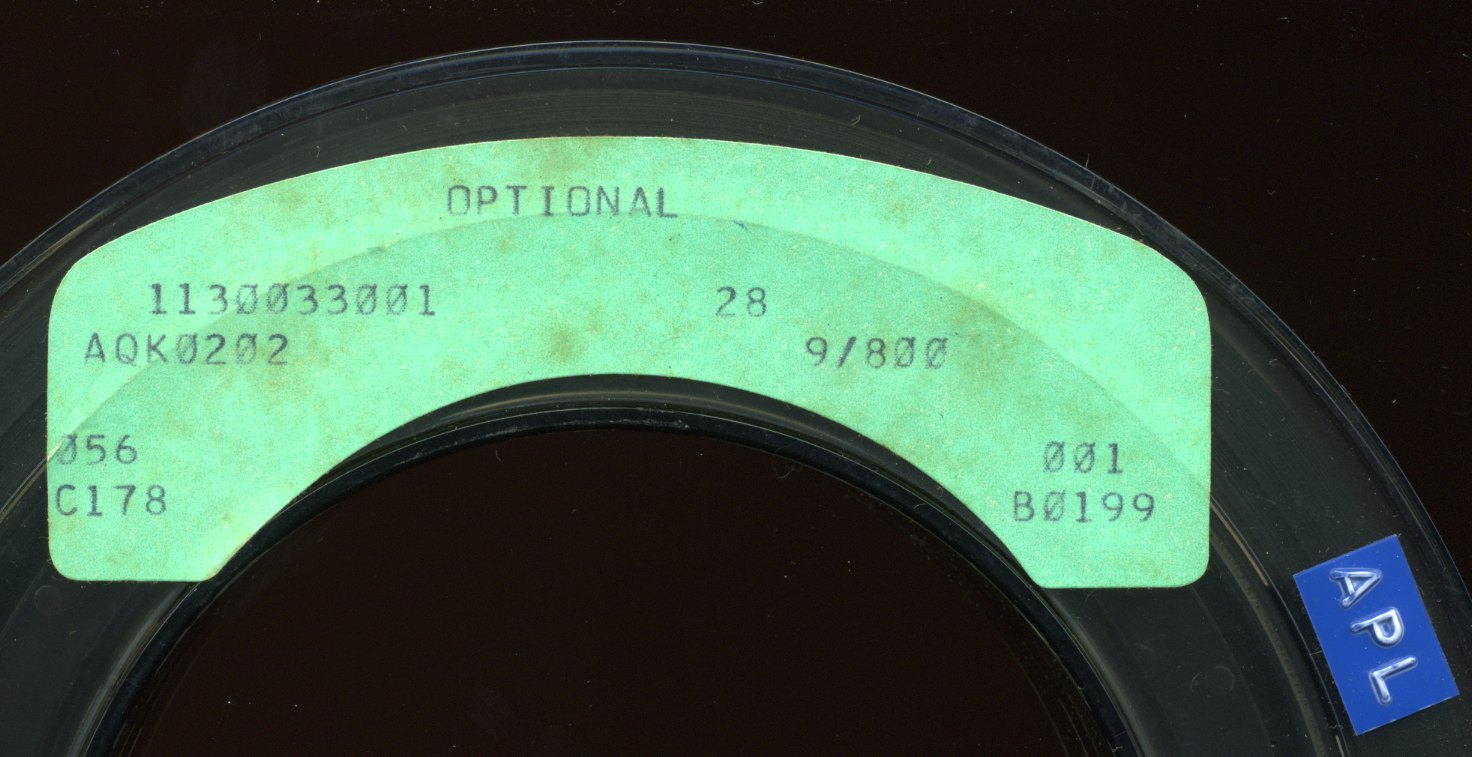 OPTIONAL
1130033001 28
AQK0202 9/800
056 001
C178 B0199
APL